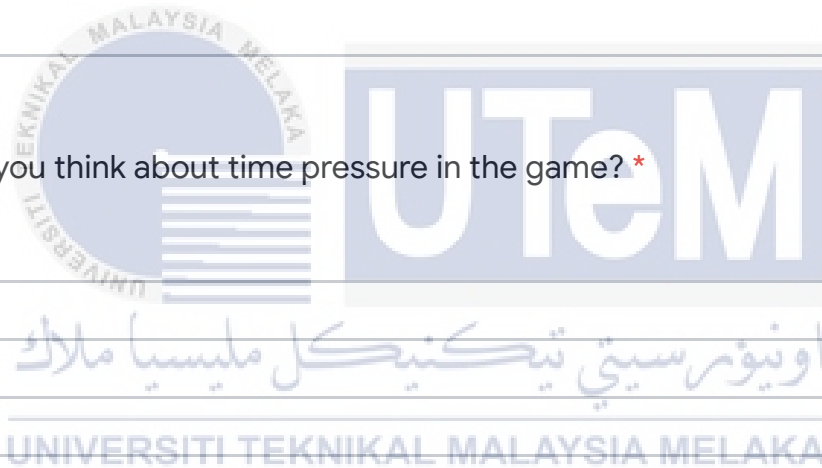 UNIVERSITI TEKNIKAL MALAYSIA MELAKA
UTeM
you think about time pressure in the game? *
اونيۏرسيتي تيكنيكل مليسيا ملاك
UNIVERSITI TEKNIKAL MALAYSIA MELAKA